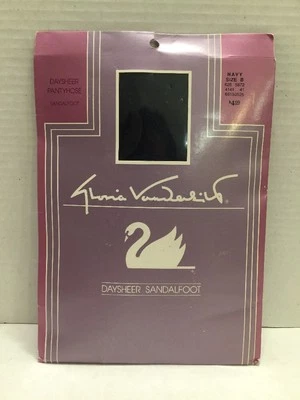 DAYSHEER
PANTYHOSE
SANDALFOOT
NAVY
SIZE B
Gloria Vanderbilt®
DAYSHEER SANDALFOOT